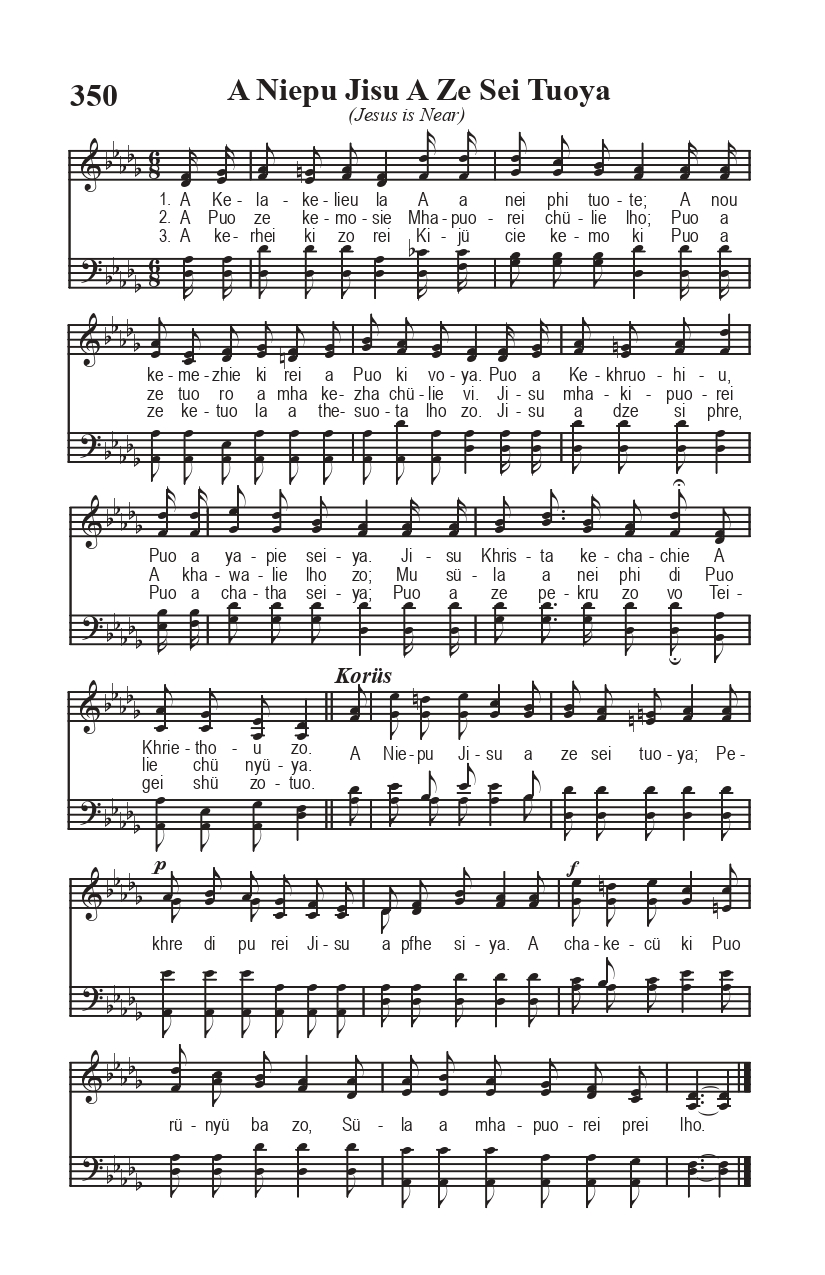 350
A Niepu Jisu A Ze Sei Tuoya
(Jesus is Near)
1. A Ke - la - ke - lieu la A a nei phi tuo - te; A nou
2. A Puo ze ke - mo - sie Mha - puo - rei chü - lie lho; Puo a
3. A ke - rhei ki zo rei Ki - jü cie ke - mo ki Puo a
ke - me - zhie ki rei a Puo ki vo - ya. Puo a Ke - khruo - hi - u,
ze tuo ro a mha ke - zha chü - lie vi. Ji - su mha - ki - puo - rei
ze ke - tuo la a the - suo - ta lho zo. Ji - su a dze si phre,
Puo a ya - pie sei - ya. Ji - su Khris - ta ke - cha - chie A
A kha - wa - lie lho zo; Mu sü - la a nei phi di Puo
Puo a cha - tha sei - ya; Puo a ze pe - kru zo vo Tei -
Korüs
Khrie - tho - u zo. A Nie - pu Ji - su a ze sei tuo - ya; Pe -
lie chü nyü - ya.
gei shü zo - tuo.
p f
khre di pu rei Ji - su a pfhe si - ya. A cha - ke - cü ki Puo
rü - nyü ba zo, Sü - la a mha - puo - rei prei lho.